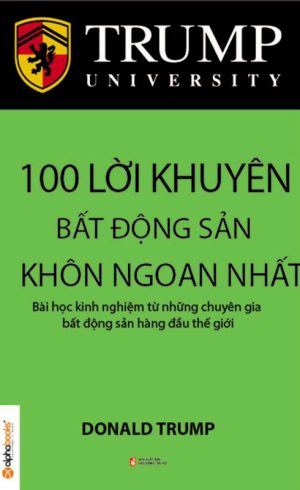 TRUMP
UNIVERSITY
100 LỜI KHUYÊN
BẤT ĐỘNG SẢN
KHÔN NGOAN NHẤT
Bài học kinh nghiệm từ những chuyên gia
bất động sản hàng đầu thế giới
DONALD TRUMP
alphabooks